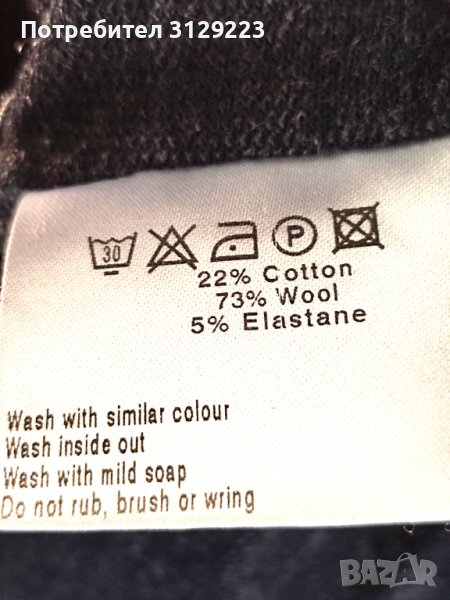 Потребител 3129223
30
P
22% Cotton
73% Wool
5% Elastane
Wash with similar colour
Wash inside out
Wash with mild soap
Do not rub, brush or wring
BAZAR